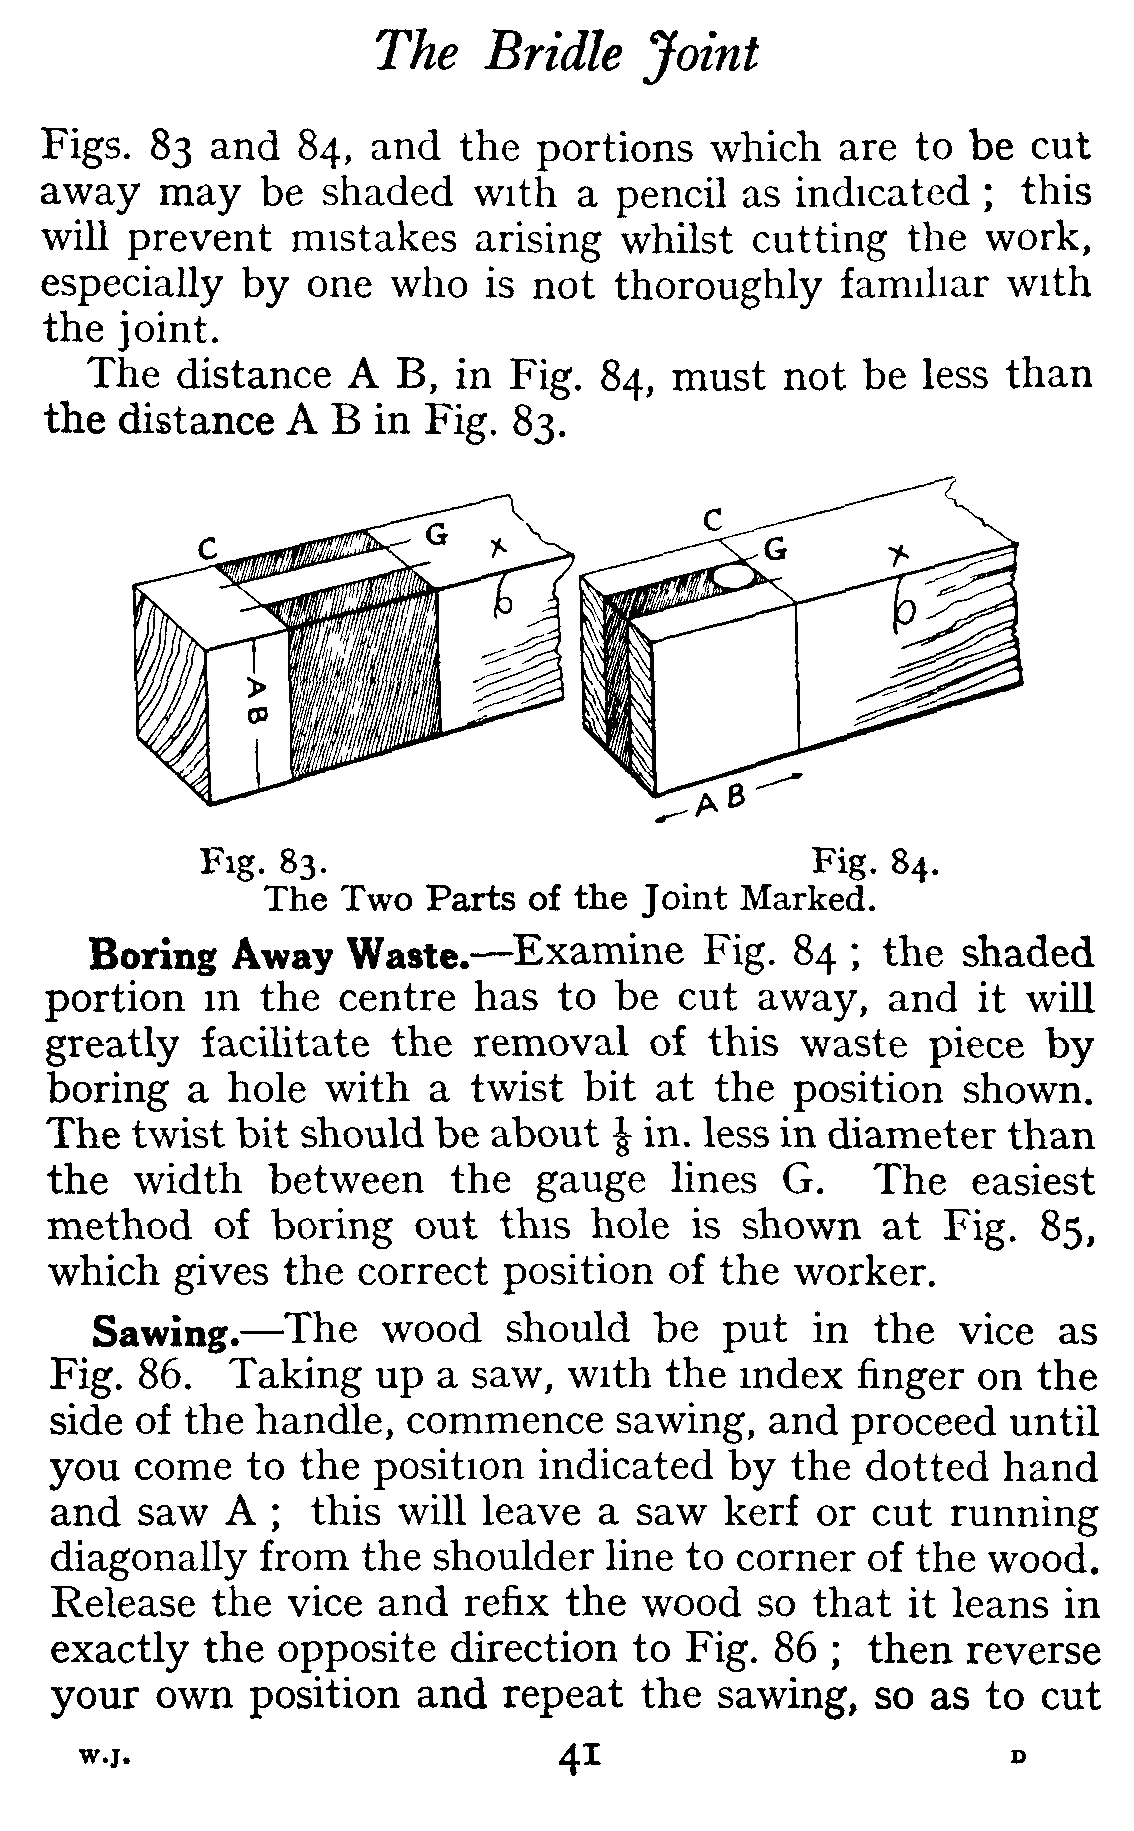 The Bridle Joint
Figs. 83 and 84, and the portions which are to be cut
away may be shaded with a pencil as indicated ; this
will prevent mistakes arising whilst cutting the work,
especially by one who is not thoroughly familiar with
the joint.
The distance A B, in Fig. 84, must not be less than
the distance A B in Fig. 83.
C
G
X
A B
C
G
X
A B
Fig. 83.
Fig. 84.
The Two Parts of the Joint Marked.
Boring Away Waste.—Examine Fig. 84 ; the shaded
portion in the centre has to be cut away, and it will
greatly facilitate the removal of this waste piece by
boring a hole with a twist bit at the position shown.
The twist bit should be about ⅛ in. less in diameter than
the width between the gauge lines G. The easiest
method of boring out this hole is shown at Fig. 85,
which gives the correct position of the worker.
Sawing.—The wood should be put in the vice as
Fig. 86. Taking up a saw, with the index finger on the
side of the handle, commence sawing, and proceed until
you come to the position indicated by the dotted hand
and saw A ; this will leave a saw kerf or cut running
diagonally from the shoulder line to corner of the wood.
Release the vice and refix the wood so that it leans in
exactly the opposite direction to Fig. 86 ; then reverse
your own position and repeat the sawing, so as to cut
W.J.
41
D